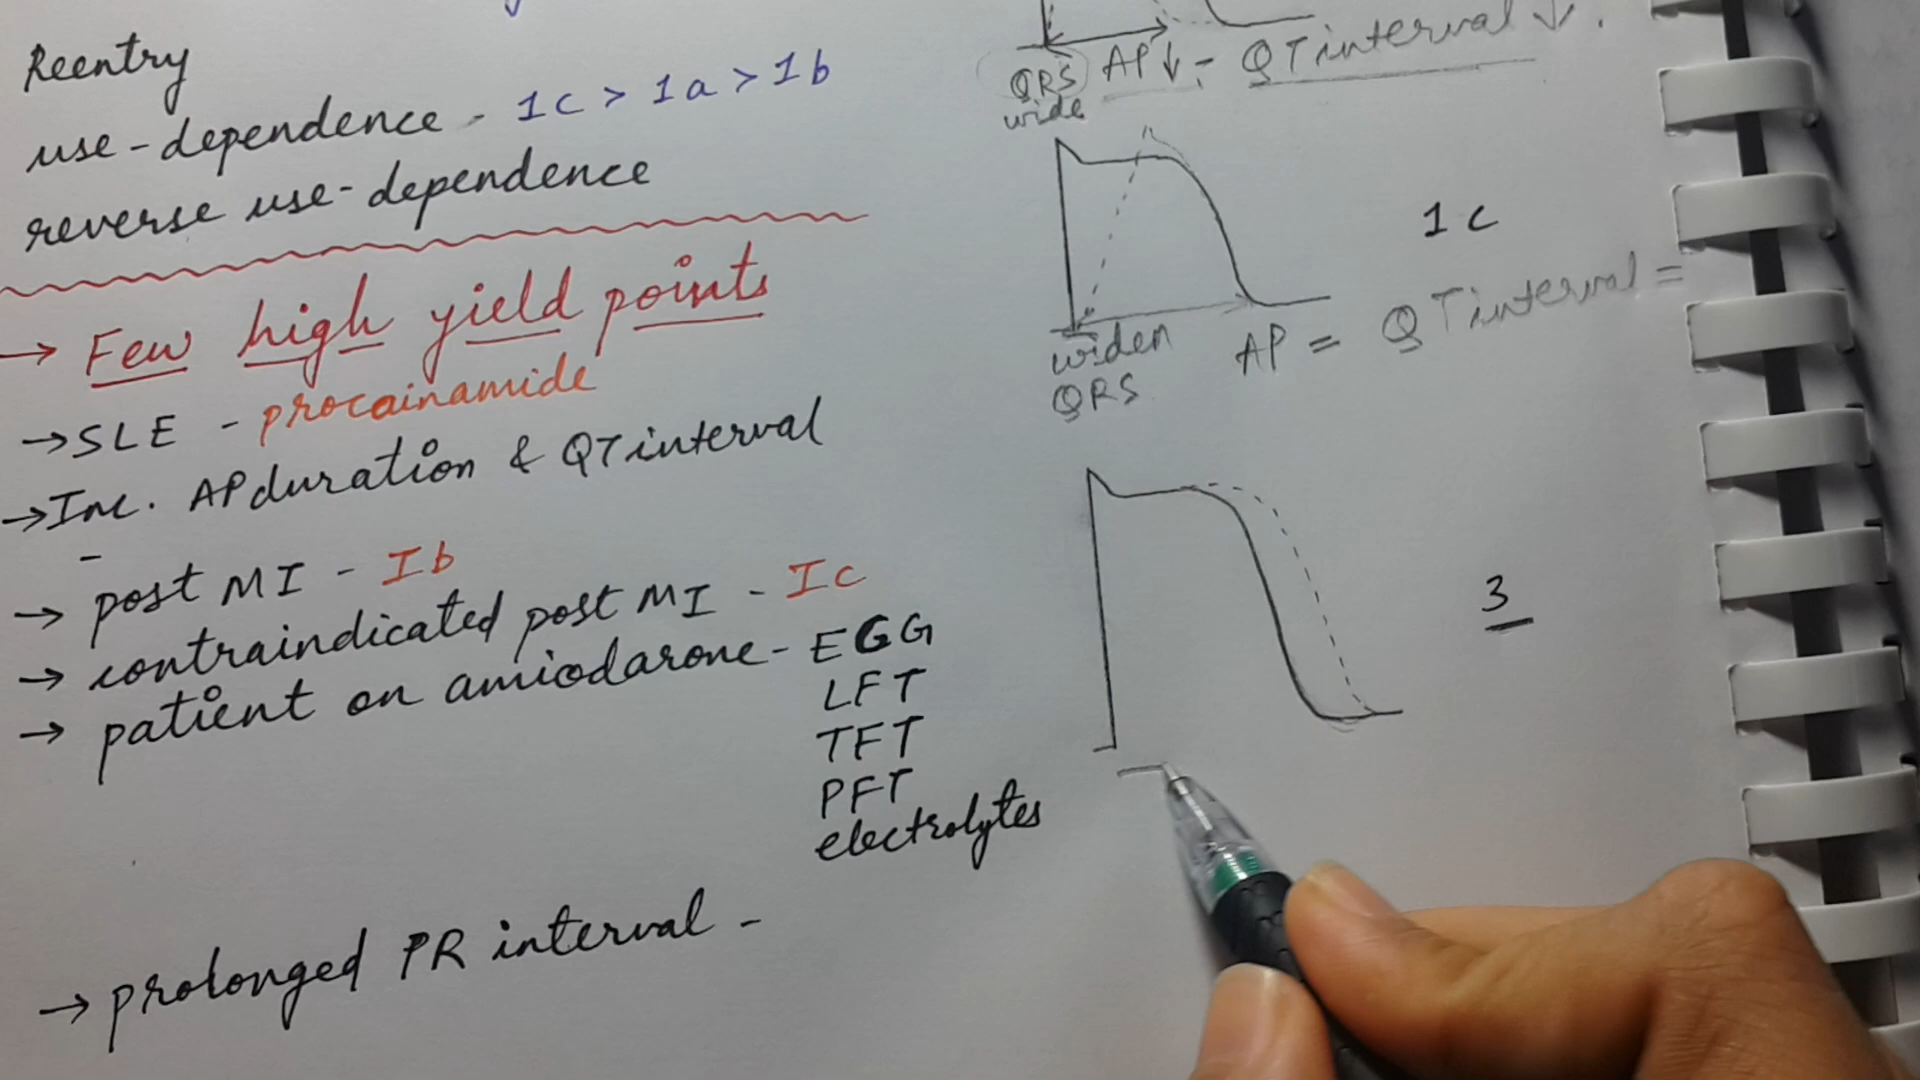 Reentry
use-dependence - 1c > 1a > 1b
reverse use-dependence
→ Few high yield points
→ SLE - procainamide
→ Inc. AP duration & QT interval
-
→ post MI - Ib
→ contraindicated post MI - Ic
→ patient on amiodarone - EGG
LFT
TFT
PFT
electrolytes
→ prolonged PR interval -
QRS wide AP↓ - QT interval ↓.
1c
widen QRS AP = QT interval =
3